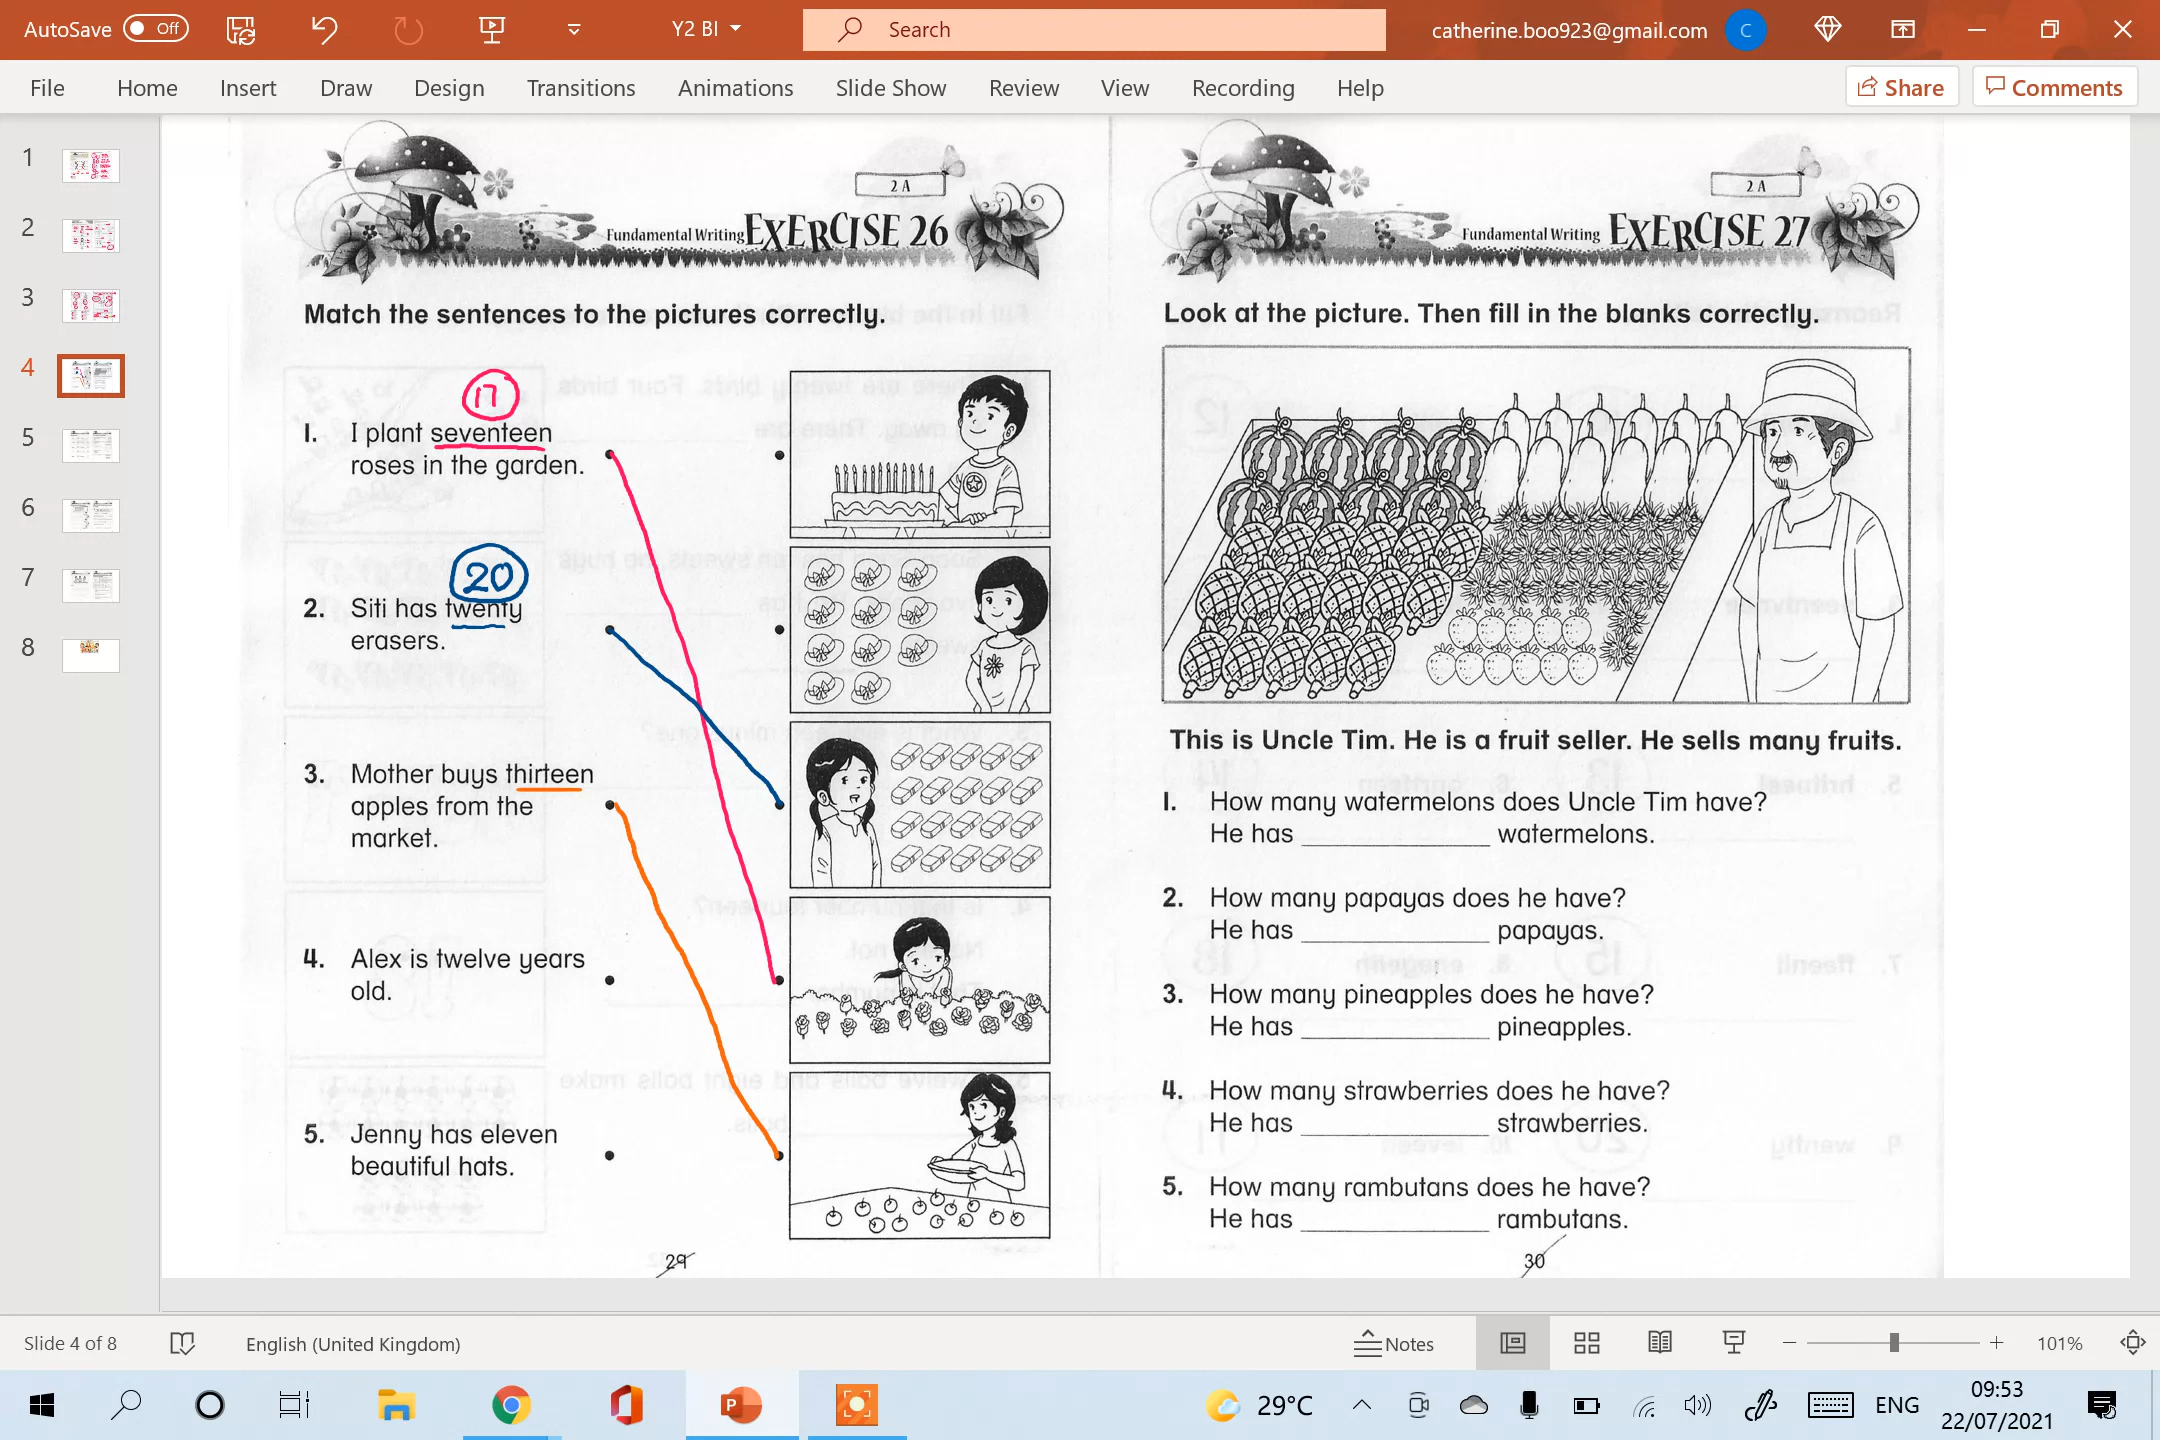 AutoSave Off Y2 BI Search catherine.boo923@gmail.com C
File Home Insert Draw Design Transitions Animations Slide Show Review View Recording Help Share Comments
1
2
3
4
5
6
7
8
2 A
Fundamental Writing EXERCISE 26
Match the sentences to the pictures correctly.
17
1. I plant seventeen
roses in the garden.
20
2. Siti has twenty
erasers.
3. Mother buys thirteen
apples from the
market.
4. Alex is twelve years
old.
5. Jenny has eleven
beautiful hats.
29
2 A
Fundamental Writing EXERCISE 27
Look at the picture. Then fill in the blanks correctly.
This is Uncle Tim. He is a fruit seller. He sells many fruits.
1. How many watermelons does Uncle Tim have?
He has ____________ watermelons.
2. How many papayas does he have?
He has ____________ papayas.
3. How many pineapples does he have?
He has ____________ pineapples.
4. How many strawberries does he have?
He has ____________ strawberries.
5. How many rambutans does he have?
He has ____________ rambutans.
30
Slide 4 of 8 English (United Kingdom) Notes 101%
P 29°C ENG 09:53
22/07/2021